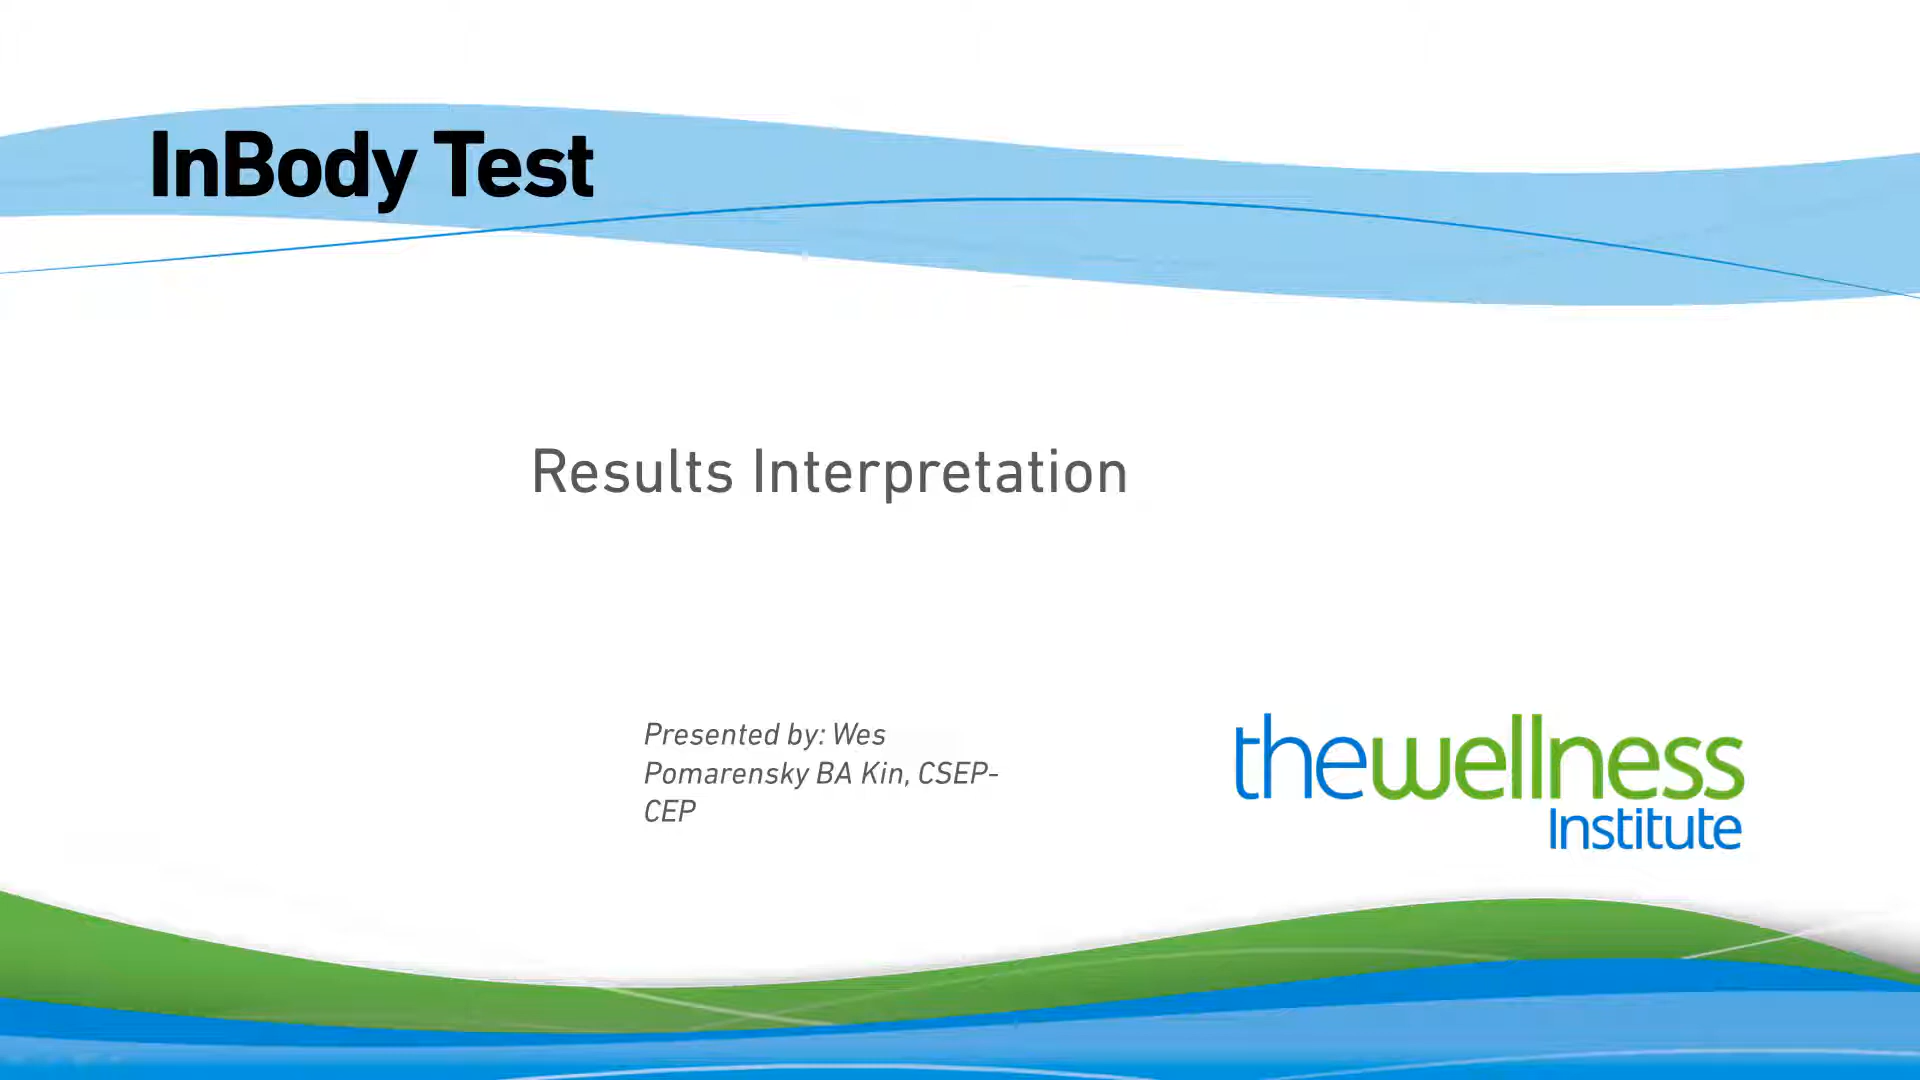 InBody Test
Results Interpretation
Presented by: Wes
Pomarensky BA Kin, CSEP-
CEP
thewellness
Institute